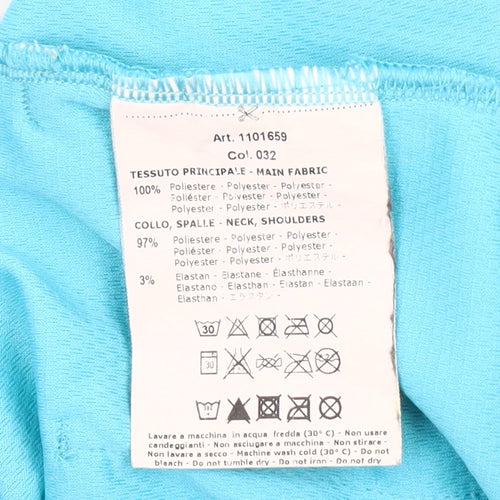 Art. 1101659
Col. 032
TESSUTO PRINCIPALE - MAIN FABRIC
100% Poliestere - Polyester - Polyester -
Poliéster - Polyester - Polyester -
Polyester - Polyester - ポリエステル -
COLLO, SPALLE - NECK, SHOULDERS
97% Poliestere - Polyester - Polyester -
Poliéster - Polyester - Polyester -
Polyester - Polyester - ポリエステル -
3% Elastan - Elastane - Élasthanne -
Elastano - Elasthan - Elastan - Elastaan -
Elasthan - エラスタン -
30
30
Lavare a macchina in acqua fredda (30° C) - Non usare
candeggianti - Non asciugare a macchina - Non stirare -
Non lavare a secco - Machine wash cold (30° C) - Do not
bleach - Do not tumble dry - Do not iron - Do not dry